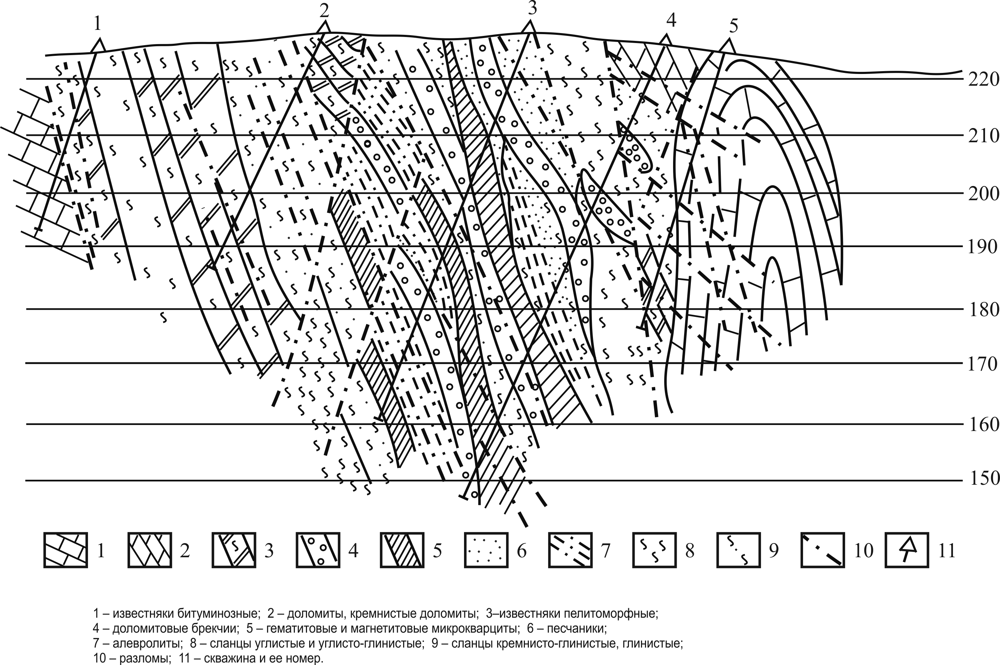 1 2 3 4 5
220
210
200
190
180
170
160
150
1 2 3 4 5 6 7 8 9 10 11
1 – известняки битуминозные; 2 – доломиты, кремнистые доломиты; 3–известняки пелитоморфные;
4 – доломитовые брекчии; 5 – гематитовые и магнетитовые микрокварциты; 6 – песчаники;
7 – алевролиты; 8 – сланцы углистые и углисто-глинистые; 9 – сланцы кремнисто-глинистые, глинистые;
10 – разломы; 11 – скважина и ее номер.